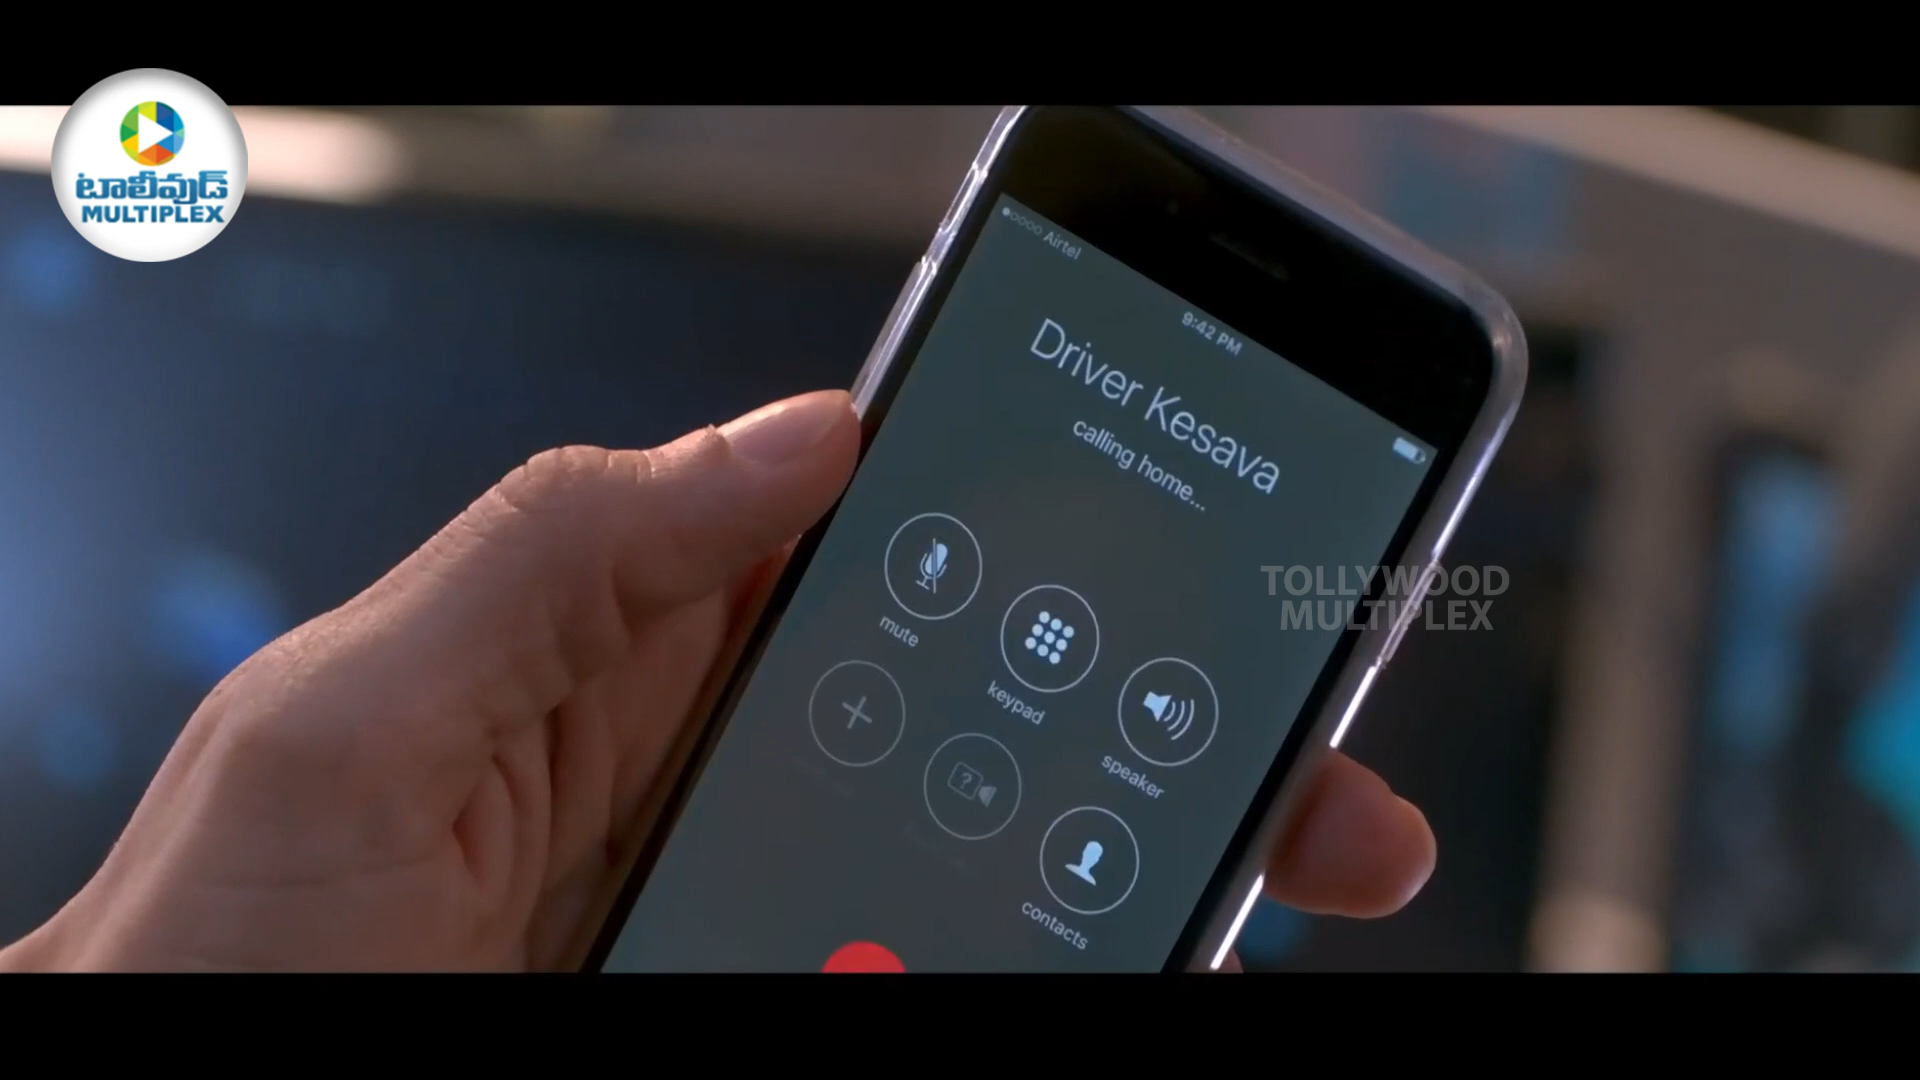 టాలీవుడ్
MULTIPLEX
Airtel
9:42 PM
Driver Kesava
calling home...
mute
keypad
speaker
contacts
TOLLYWOOD
MULTIPLEX